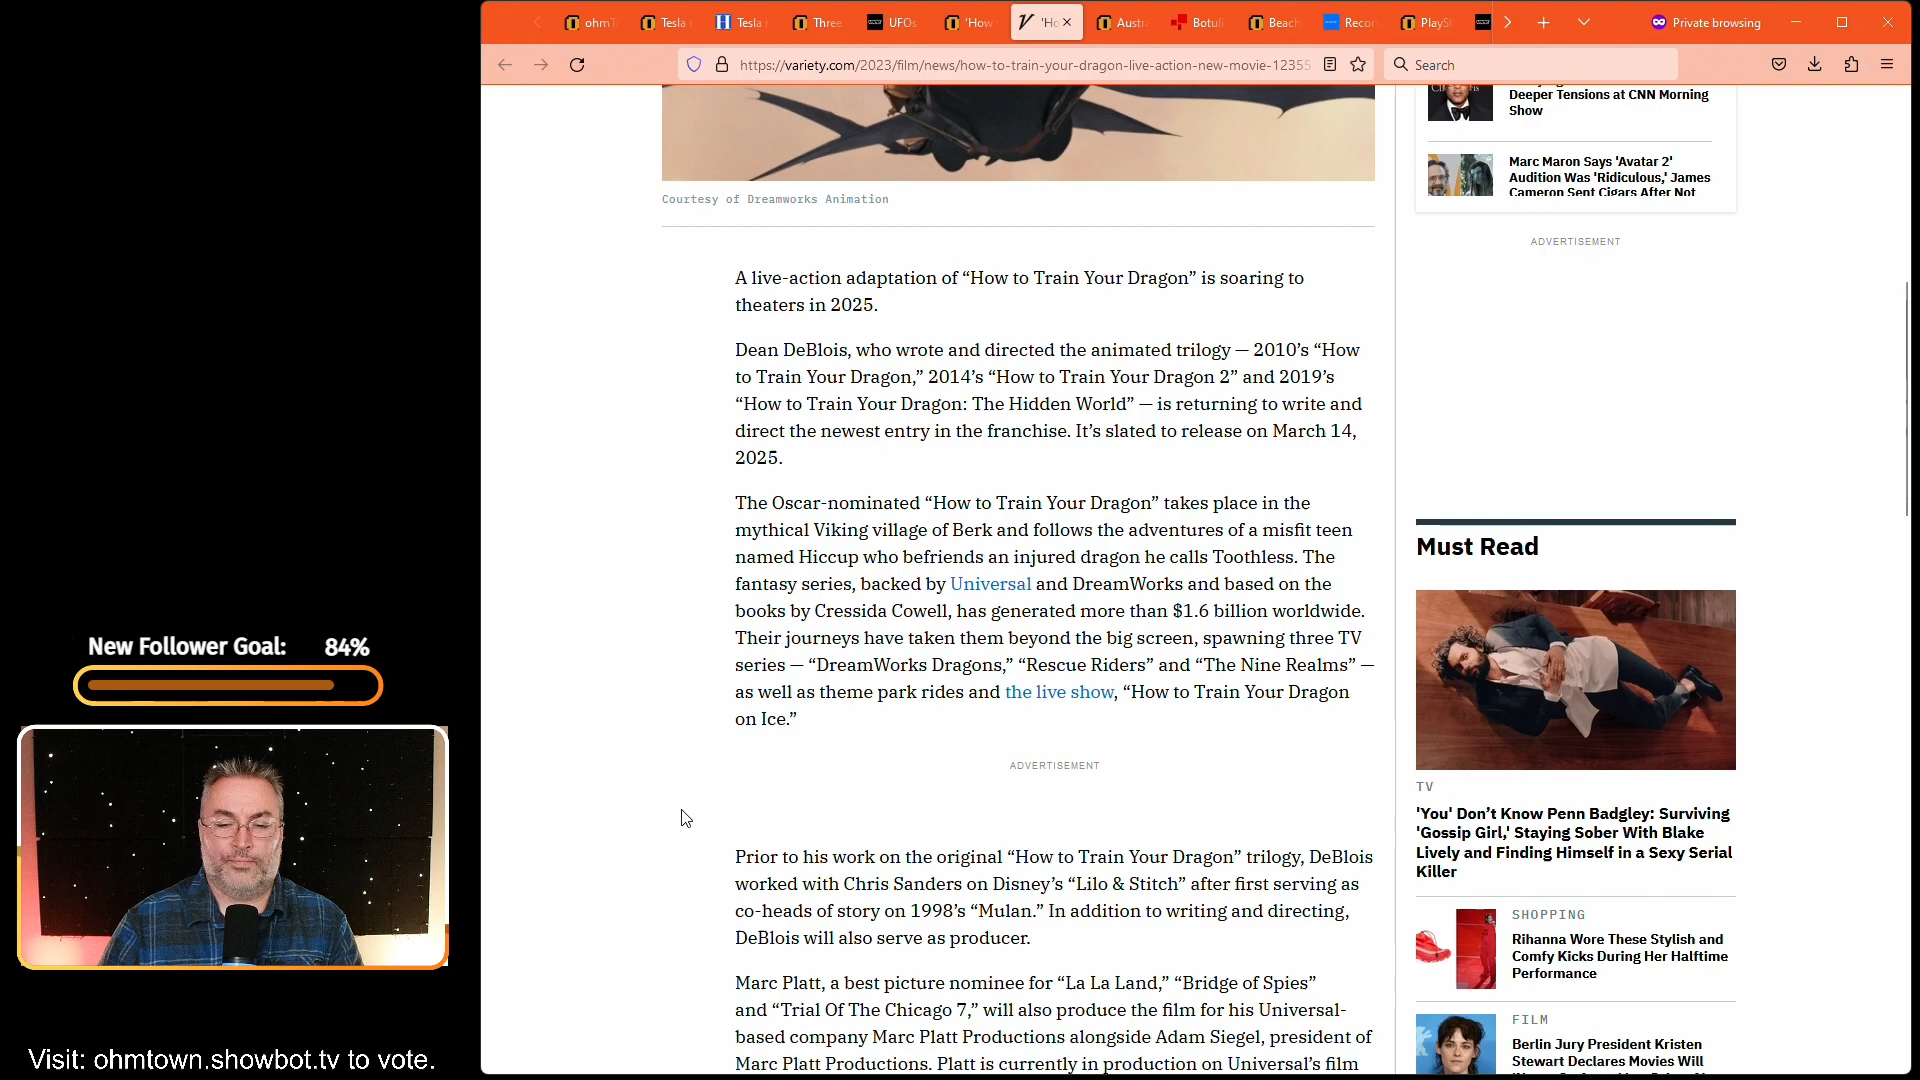 ohmT
Tesla
Tesla
Three
UFOs
'How
'Ho
Austr
Botuli
Beach
Recor
PlaySt
Private browsing
https://variety.com/2023/film/news/how-to-train-your-dragon-live-action-new-movie-12355
Search
Deeper Tensions at CNN Morning
Show
Marc Maron Says 'Avatar 2'
Audition Was 'Ridiculous,' James
Cameron Sent Cigars After Not
Courtesy of Dreamworks Animation
ADVERTISEMENT
A live-action adaptation of “How to Train Your Dragon” is soaring to
theaters in 2025.
Dean DeBlois, who wrote and directed the animated trilogy — 2010’s “How
to Train Your Dragon,” 2014’s “How to Train Your Dragon 2” and 2019’s
“How to Train Your Dragon: The Hidden World” — is returning to write and
direct the newest entry in the franchise. It’s slated to release on March 14,
2025.
The Oscar-nominated “How to Train Your Dragon” takes place in the
mythical Viking village of Berk and follows the adventures of a misfit teen
named Hiccup who befriends an injured dragon he calls Toothless. The
fantasy series, backed by Universal and DreamWorks and based on the
books by Cressida Cowell, has generated more than $1.6 billion worldwide.
Their journeys have taken them beyond the big screen, spawning three TV
series — “DreamWorks Dragons,” “Rescue Riders” and “The Nine Realms” —
as well as theme park rides and the live show, “How to Train Your Dragon
on Ice.”
ADVERTISEMENT
Prior to his work on the original “How to Train Your Dragon” trilogy, DeBlois
worked with Chris Sanders on Disney’s “Lilo & Stitch” after first serving as
co-heads of story on 1998’s “Mulan.” In addition to writing and directing,
DeBlois will also serve as producer.
Marc Platt, a best picture nominee for “La La Land,” “Bridge of Spies”
and “Trial Of The Chicago 7,” will also produce the film for his Universal-
based company Marc Platt Productions alongside Adam Siegel, president of
Marc Platt Productions. Platt is currently in production on Universal’s film
Must Read
TV
'You' Don’t Know Penn Badgley: Surviving
'Gossip Girl,' Staying Sober With Blake
Lively and Finding Himself in a Sexy Serial
Killer
SHOPPING
Rihanna Wore These Stylish and
Comfy Kicks During Her Halftime
Performance
FILM
Berlin Jury President Kristen
Stewart Declares Movies Will
New Follower Goal: 84%
Visit: ohmtown.showbot.tv to vote.